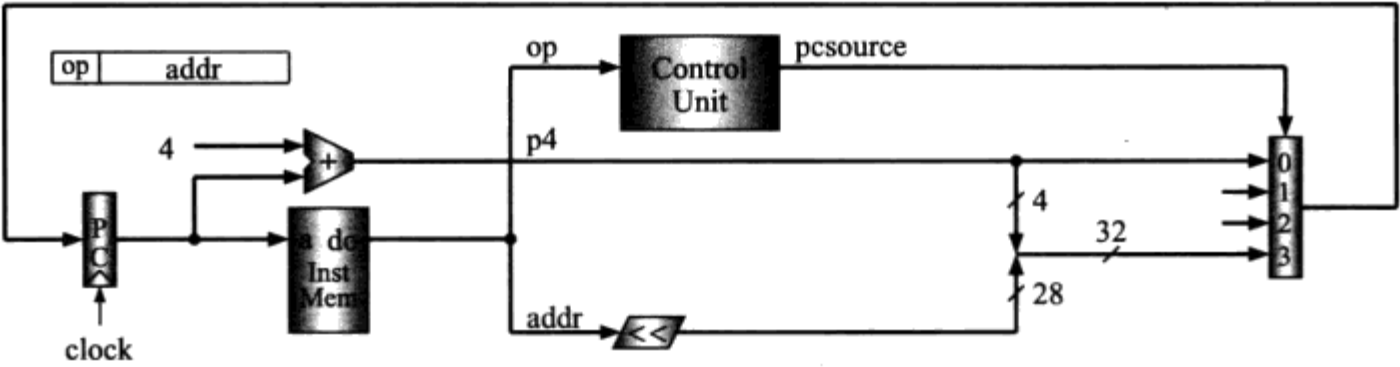 op addr
op
Control
Unit
pcsource
4
+
p4
0
1
2
3
4
PC
a do
Inst
Mem
32
28
addr
<<
clock